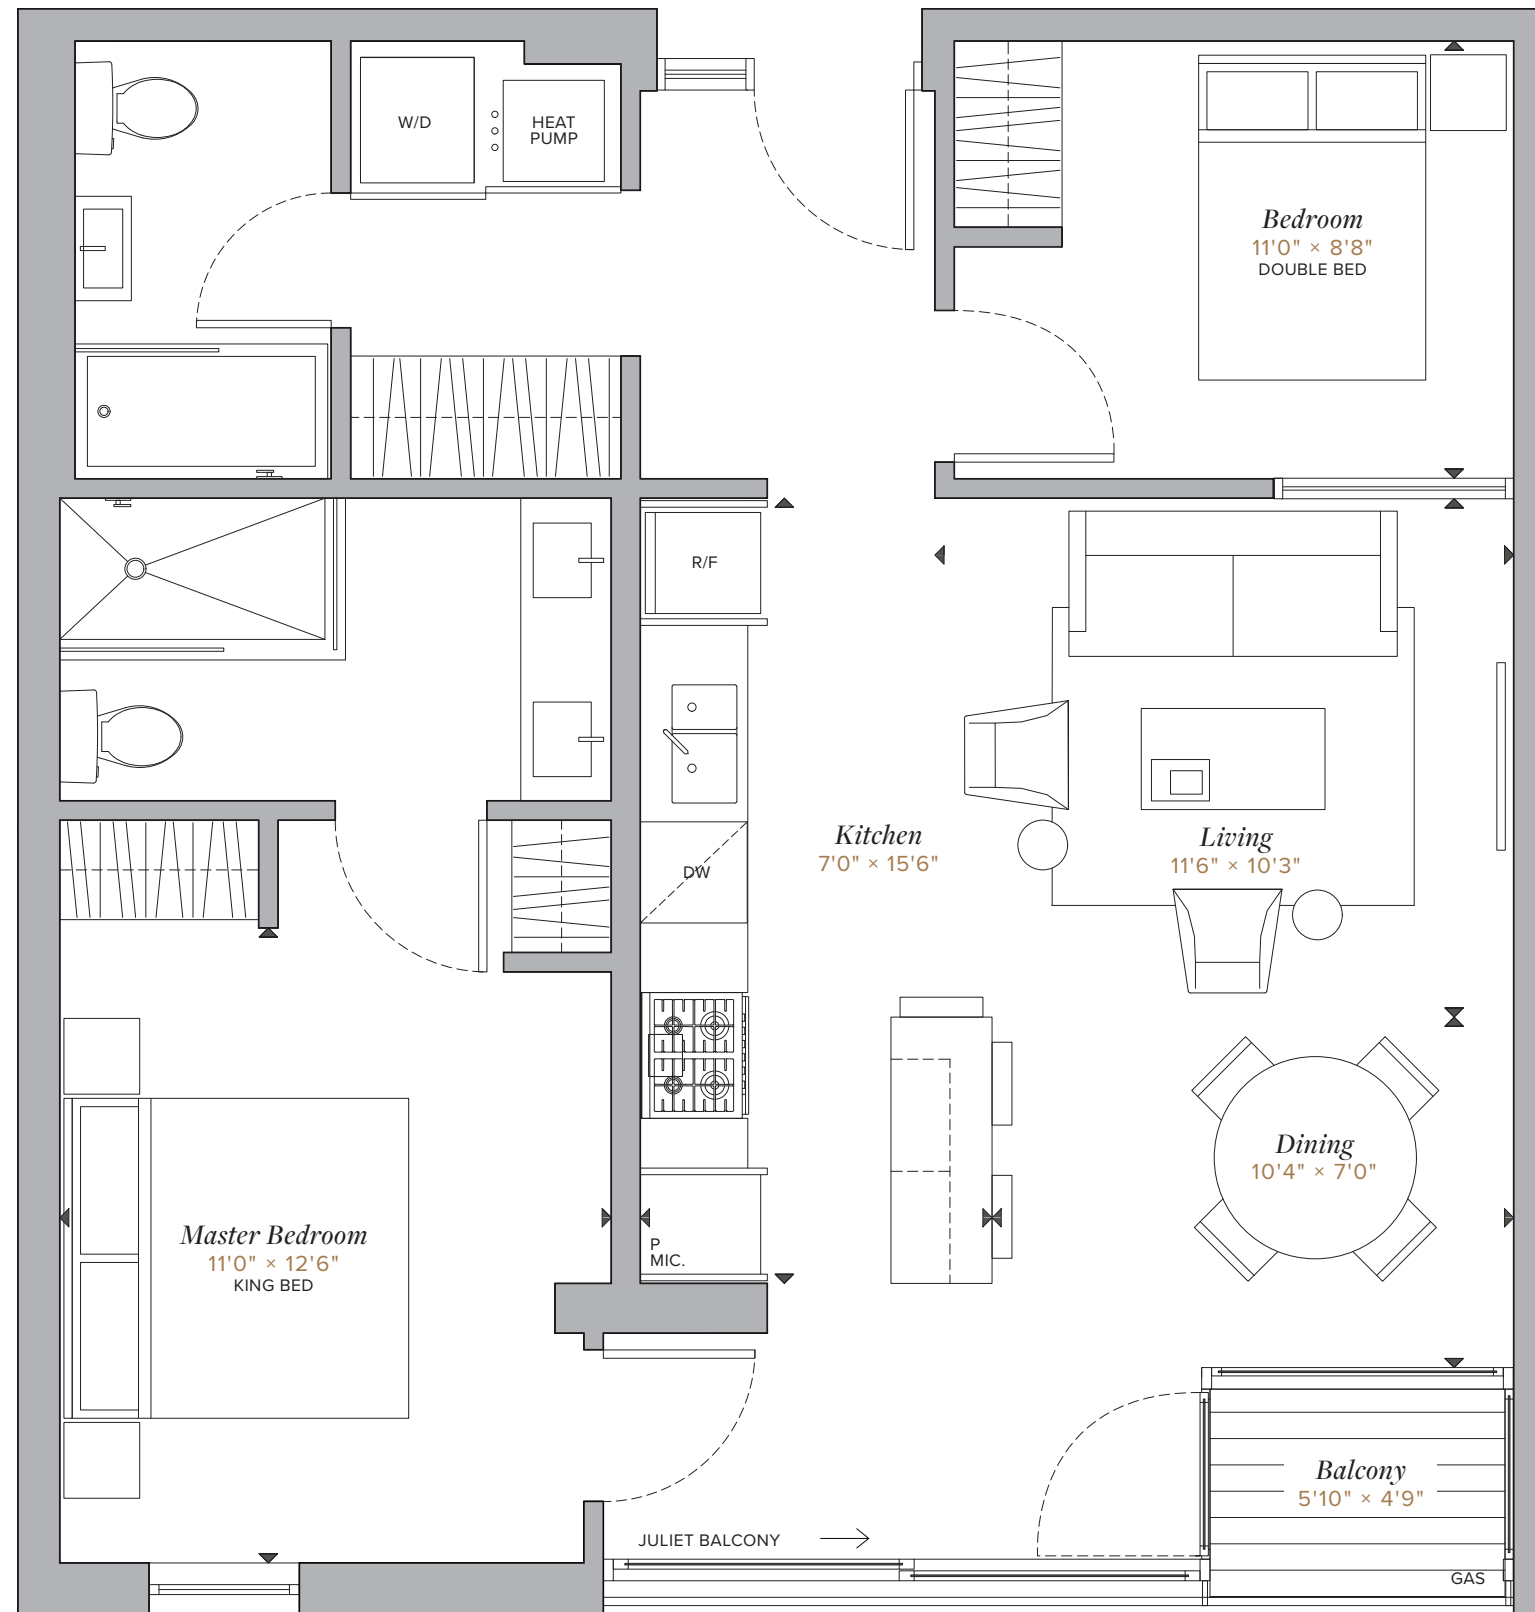 W/D
HEAT
PUMP
Bedroom
11'0" × 8'8"
DOUBLE BED
R/F
DW
Kitchen
7'0" × 15'6"
Living
11'6" × 10'3"
Dining
10'4" × 7'0"
Master Bedroom
11'0" × 12'6"
KING BED
P
MIC.
Balcony
5'10" × 4'9"
JULIET BALCONY
GAS